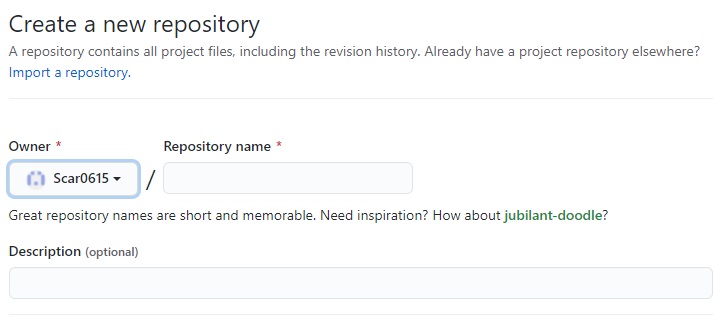 Create a new repository
A repository contains all project files, including the revision history. Already have a project repository elsewhere?
Import a repository.
Owner * Repository name *
Scar0615 /
Great repository names are short and memorable. Need inspiration? How about jubilant-doodle?
Description (optional)